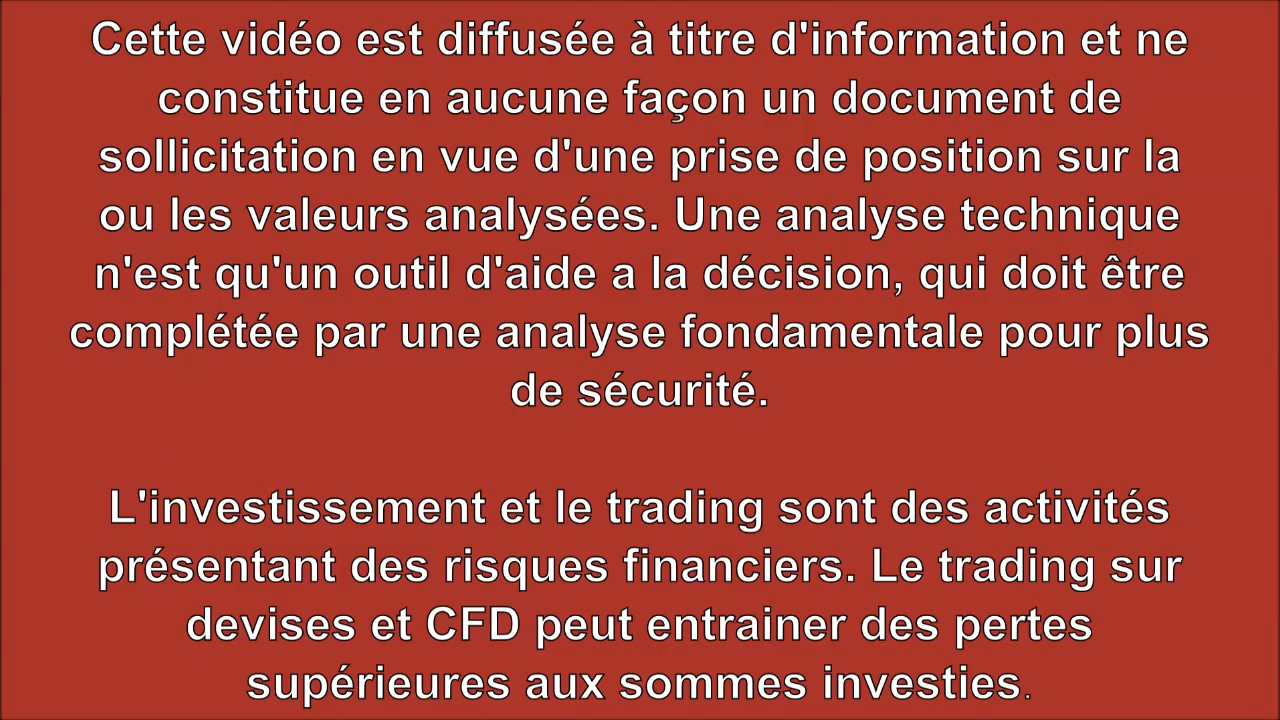 Cette vidéo est diffusée à titre d'information et ne
constitue en aucune façon un document de
sollicitation en vue d'une prise de position sur la
ou les valeurs analysées. Une analyse technique
n'est qu'un outil d'aide a la décision, qui doit être
complétée par une analyse fondamentale pour plus
de sécurité.
L'investissement et le trading sont des activités
présentant des risques financiers. Le trading sur
devises et CFD peut entrainer des pertes
supérieures aux sommes investies.